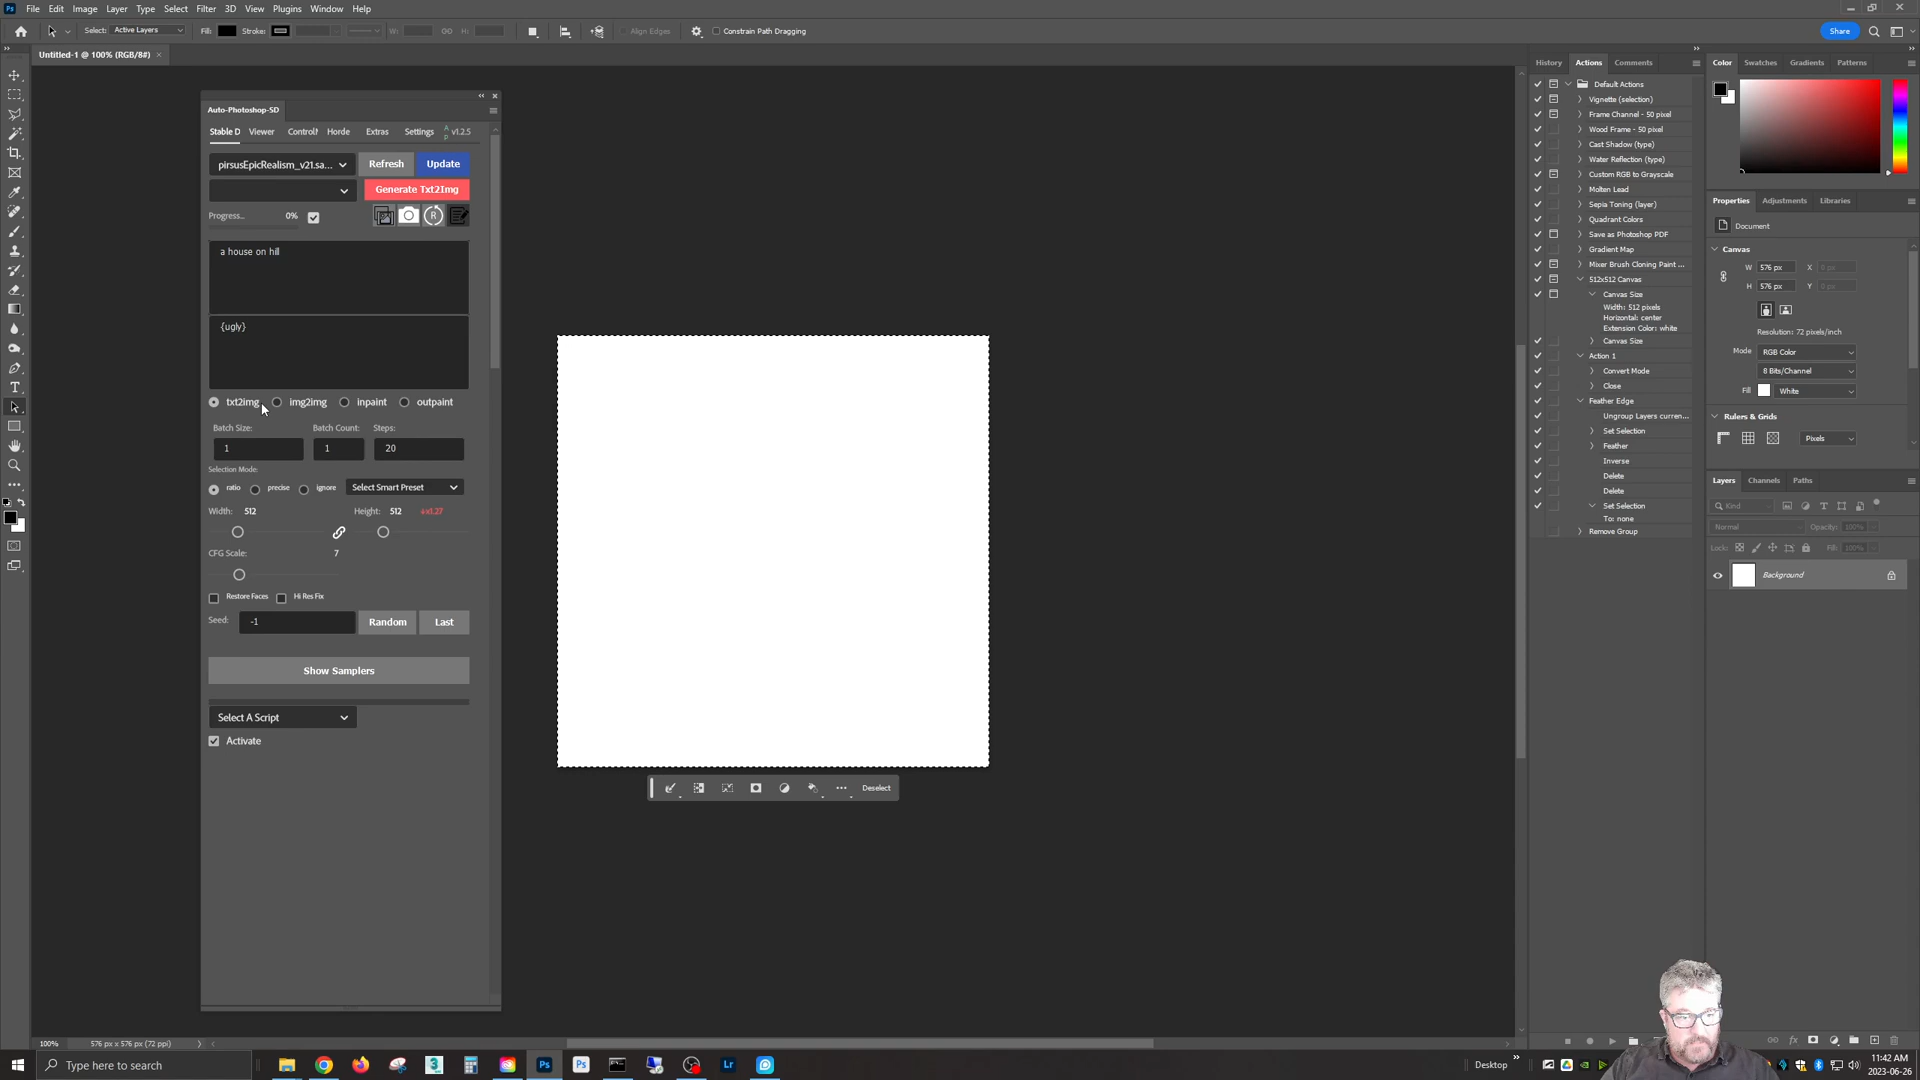 File Edit Image Layer Type Select Filter 3D View Plugins Window Help
Select: Active Layers Fill: Stroke: W: H: Align Edges Constrain Path Dragging Share
Untitled-1 @ 100% (RGB/8#)
Auto-Photoshop-SD
Stable D Viewer Controll Horde Extras Settings v1.2.5
pirsusEpicRealism_v21.sa... Refresh Update
Generate Txt2Img
Progress... 0%
a house on hill
{ugly}
txt2img img2img inpaint outpaint
Batch Size: Batch Count: Steps:
1 1 20
Selection Mode:
ratio precise ignore Select Smart Preset
Width: 512 Height: 512 ↓x1.27
CFG Scale: 7
Restore Faces Hi Res Fix
Seed: -1 Random Last
Show Samplers
Select A Script
Activate
Deselect
History Actions Comments
Default Actions
Vignette (selection)
Frame Channel - 50 pixel
Wood Frame - 50 pixel
Cast Shadow (type)
Water Reflection (type)
Custom RGB to Grayscale
Molten Lead
Sepia Toning (layer)
Quadrant Colors
Save as Photoshop PDF
Gradient Map
Mixer Brush Cloning Paint ...
512x512 Canvas
Canvas Size
Width: 512 pixels
Horizontal: center
Extension Color: white
Canvas Size
Action 1
Convert Mode
Close
Feather Edge
Ungroup Layers curren...
Set Selection
Feather
Inverse
Delete
Delete
Set Selection
To: none
Remove Group
Color Swatches Gradients Patterns
Properties Adjustments Libraries
Document
Canvas
W 576 px X 0 px
H 576 px Y 0 px
Resolution: 72 pixels/inch
Mode RGB Color
8 Bits/Channel
Fill White
Rulers & Grids
Pixels
Layers Channels Paths
Kind
Normal Opacity: 100%
Lock: Fill: 100%
Background
100% 576 px x 576 px (72 ppi)
Type here to search
Desktop
11:42 AM
2023-06-26